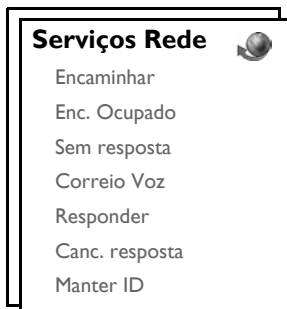 Serviços Rede
Encaminhar
Enc. Ocupado
Sem resposta
Correio Voz
Responder
Canc. resposta
Manter ID